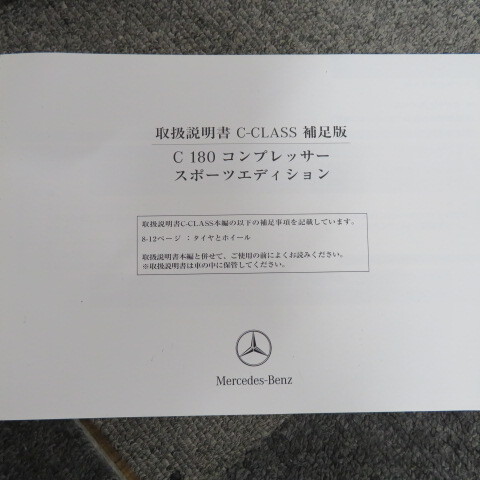 取扱説明書 C-CLASS 補足版
C 180 コンプレッサー
スポーツエディション
取扱説明書C-CLASS本編の以下の補足事項を記載しています。
8-12ページ ：タイヤとホイール
取扱説明書本編と併せて、ご使用の前によくお読みください。
※取扱説明書は車の中に保管してください。
Mercedes-Benz